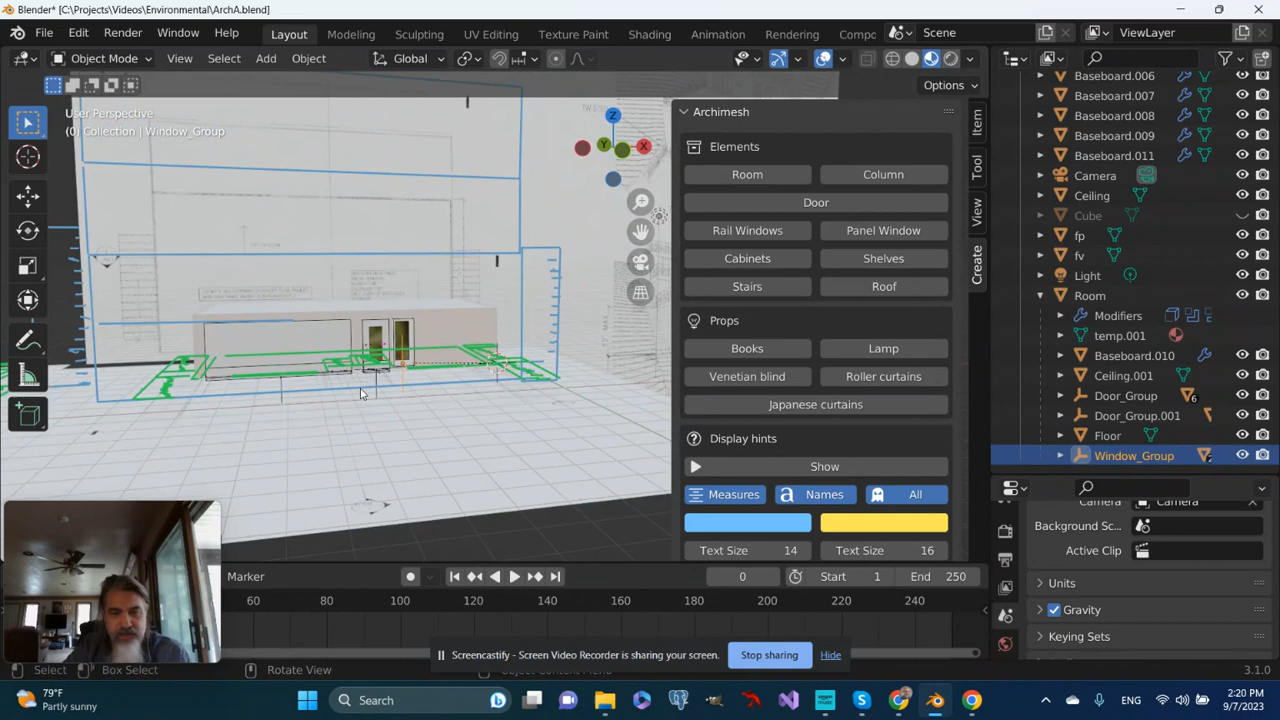 Blender* [C:\Projects\Videos\Environmental\ArchA.blend]
File Edit Render Window Help Layout Modeling Sculpting UV Editing Texture Paint Shading Animation Rendering Compo Scene ViewLayer
Object Mode View Select Add Object Global
Options
User Perspective
(0) Collection | Window_Group
Z
Y
X
Archimesh
Elements
Room Column
Door
Rail Windows Panel Window
Cabinets Shelves
Stairs Roof
Props
Books Lamp
Venetian blind Roller curtains
Japanese curtains
Display hints
Show
Measures Names All
Text Size 14 Text Size 16
Item
Tool
View
Create
Baseboard.006
Baseboard.007
Baseboard.008
Baseboard.009
Baseboard.011
Camera
Ceiling
Cube
fp
fv
Light
Room
Modifiers
temp.001
Baseboard.010
Ceiling.001
Door_Group 6
Door_Group.001
Floor
Window_Group 2
Camera Camera
Background Sc...
Active Clip
Units
Gravity
Keying Sets
Marker 0 Start 1 End 250
60 80 100 120 140 160 180 200 220 240
Screencastify - Screen Video Recorder is sharing your screen. Stop sharing Hide
Select Box Select Rotate View 3.1.0
79°F
Partly sunny
Search
ENG
2:20 PM
9/7/2023